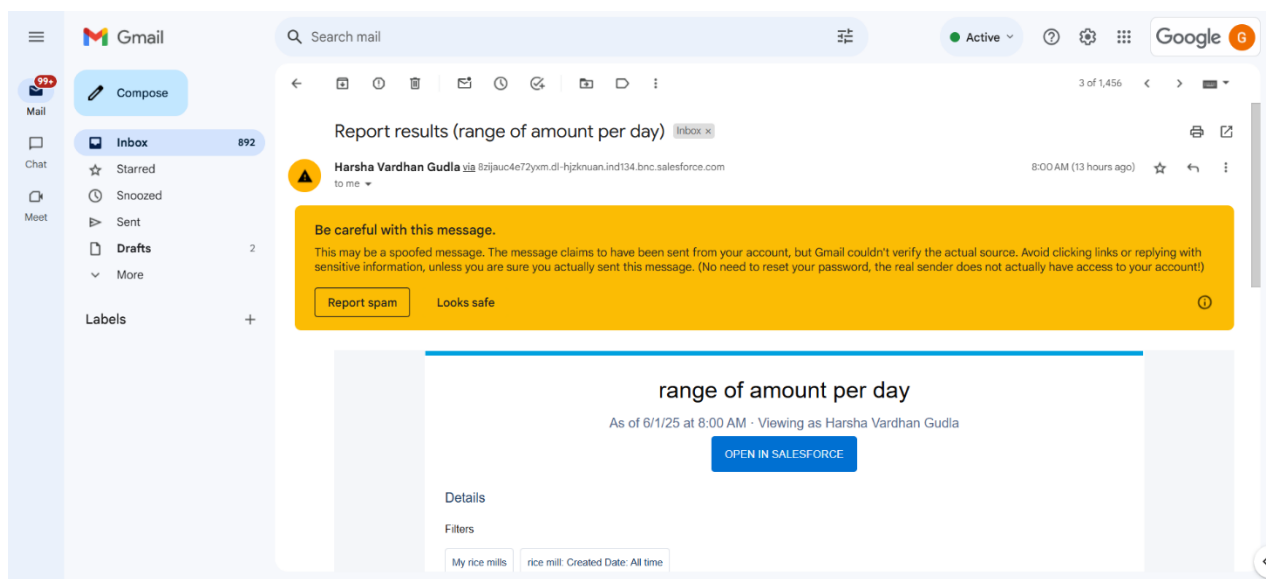 Gmail
Search mail
Active
Google
G
99+
Mail
Compose
3 of 1,456
Inbox 892
Report results (range of amount per day) Inbox x
Chat
Starred
Harsha Vardhan Gudla via 8zijauc4e72yxm.dl-hjzknuan.ind134.bnc.salesforce.com
8:00 AM (13 hours ago)
to me
Snoozed
Meet
Sent
Drafts 2
More
Labels +
Be careful with this message.
This may be a spoofed message. The message claims to have been sent from your account, but Gmail couldn't verify the actual source. Avoid clicking links or replying with
sensitive information, unless you are sure you actually sent this message. (No need to reset your password, the real sender does not actually have access to your account!)
Report spam
Looks safe
range of amount per day
As of 6/1/25 at 8:00 AM · Viewing as Harsha Vardhan Gudla
OPEN IN SALESFORCE
Details
Filters
My rice mills
rice mill: Created Date: All time